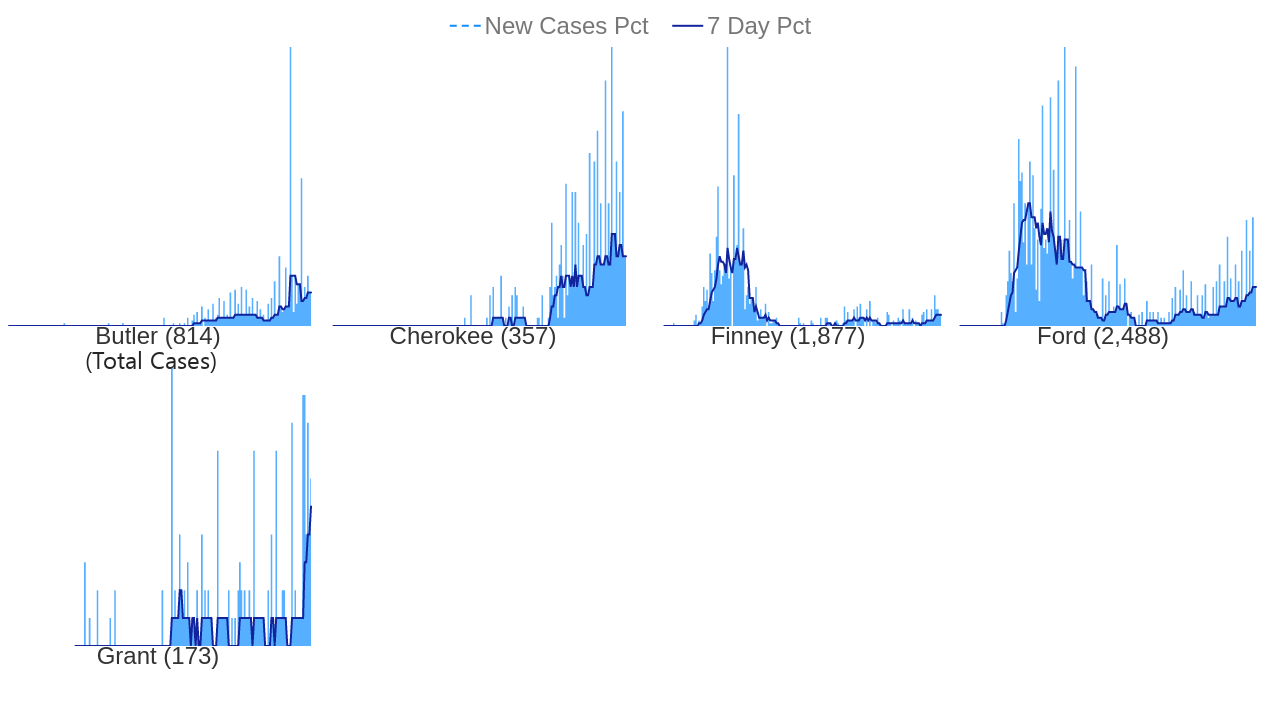 New Cases Pct 7 Day Pct
Butler (814) Cherokee (357) Finney (1,877) Ford (2,488)
(Total Cases)
Grant (173)